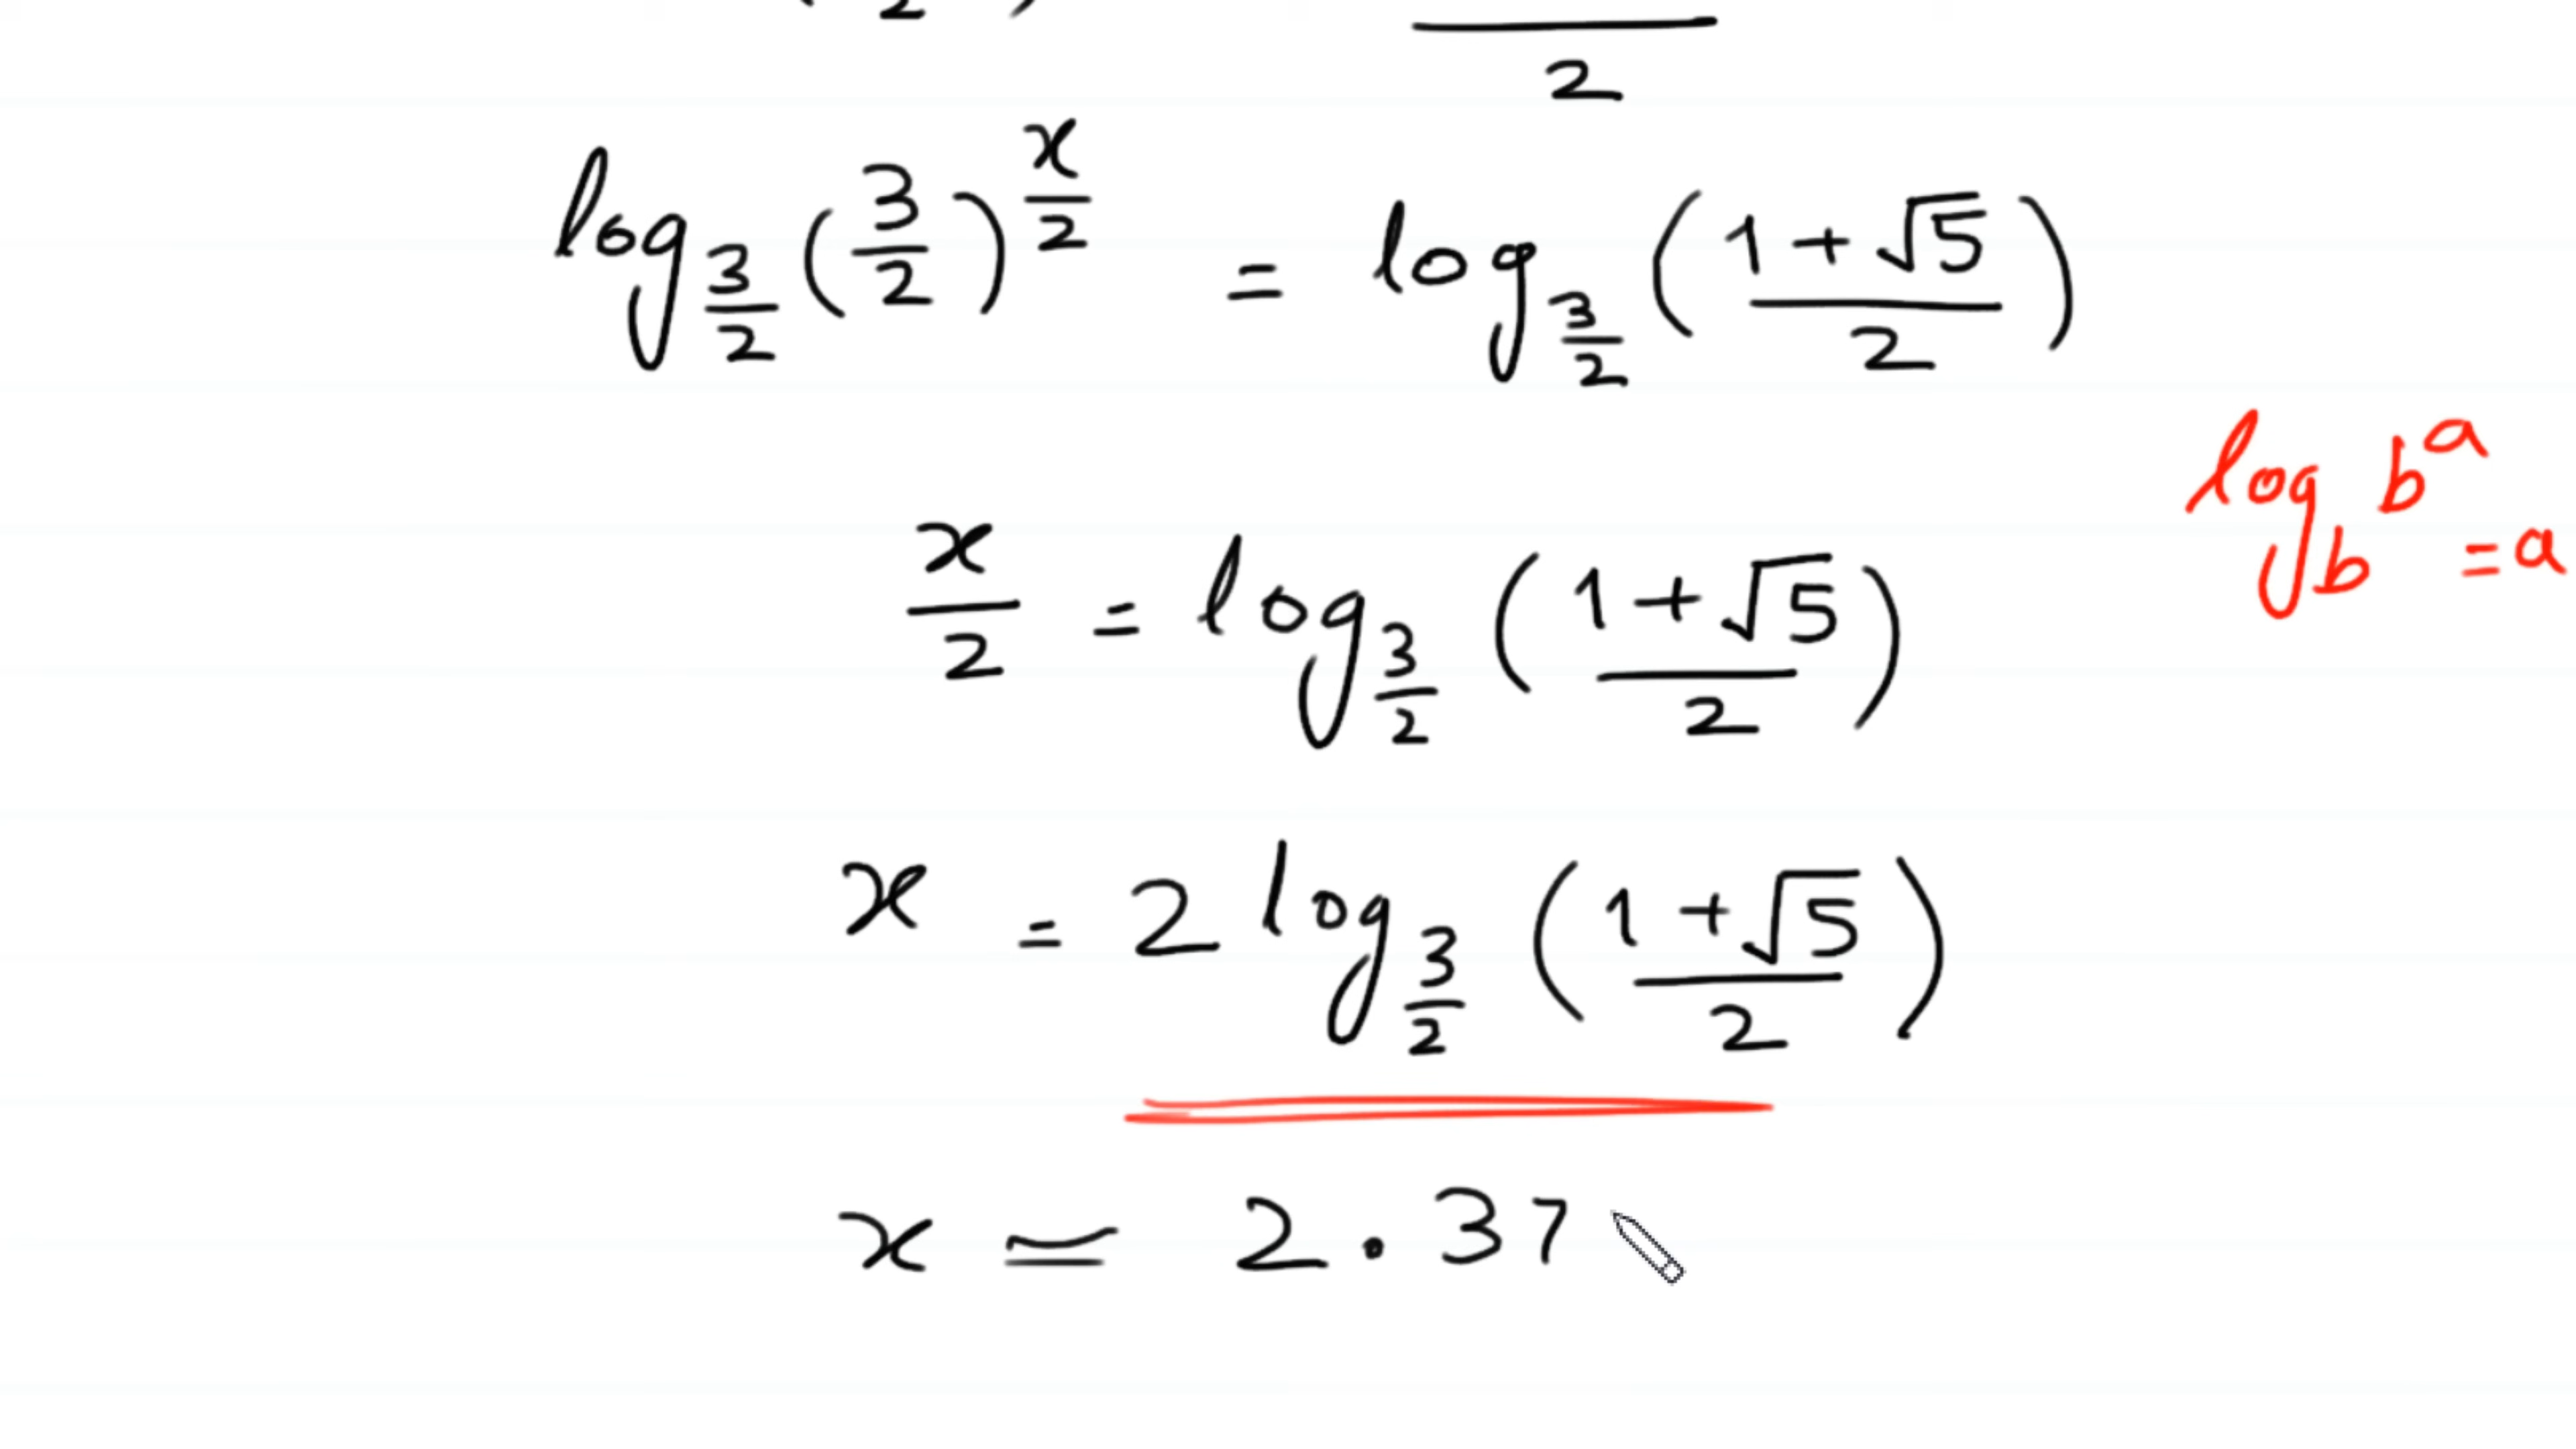 2
log_{3/2} (3/2)^{x/2} = log_{3/2} ((1+√5)/2)
log_b b^a = a
x/2 = log_{3/2} ((1+√5)/2)
x = 2 log_{3/2} ((1+√5)/2)
x ≃ 2.37